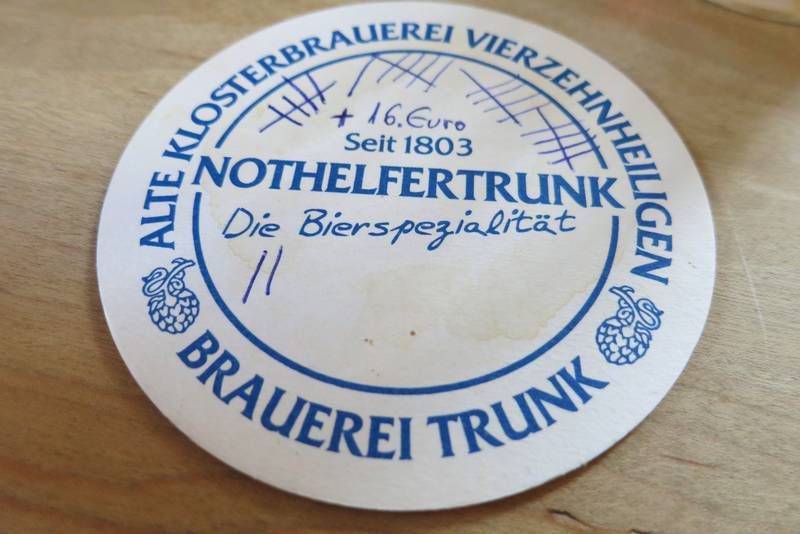 ALTE KLOSTERBRAUEREI VIERZEHNHEILIGEN
+ 16.Euro
Seit 1803
NOTHELFERTRUNK
Die Bierspezialität
BRAUEREI TRUNK